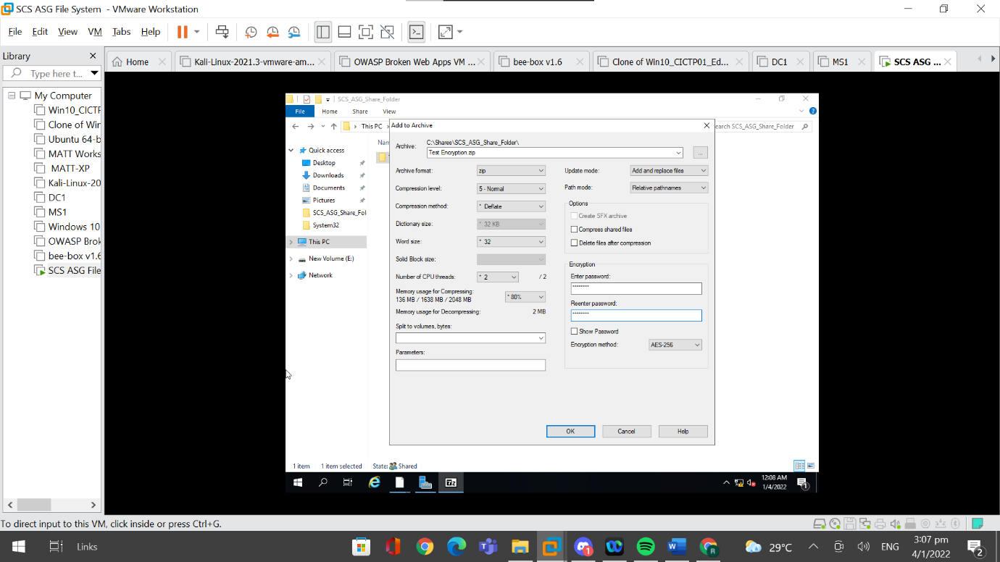 SCS ASG File System - VMware Workstation
File Edit View VM Tabs Help
Library
Type here t...
Home
Kali-Linux-2021.3-vmware-am...
OWASP Broken Web Apps VM ...
bee-box v1.6
Clone of Win10_CICTP01_Ed...
DC1
MS1
SCS ASG ...
My Computer
Win10_CICTF
Clone of Wir
Ubuntu 64-b
MATT Works
MATT-XP
Kali-Linux-20
DC1
MS1
Windows 10
OWASP Brok
bee-box v1.6
SCS ASG File
SCS_ASG_Share_Folder
File Home Share View
This PC
earch SCS_ASG_Share_Folder
Quick access
Desktop
Downloads
Documents
Pictures
SCS_ASG_Share_Fol
System32
This PC
New Volume (E:)
Network
Nam
Add to Archive
Archive: C:\Shares\SCS_ASG_Share_Folder\
Test Encryption.zip
...
Archive format: zip
Compression level: 5 - Normal
Compression method: * Deflate
Dictionary size: * 32 KB
Word size: * 32
Solid Block size:
Number of CPU threads: * 2 / 2
Memory usage for Compressing:
136 MB / 1638 MB / 2048 MB
* 80%
Memory usage for Decompressing: 2 MB
Split to volumes, bytes:
Parameters:
Update mode: Add and replace files
Path mode: Relative pathnames
Options
Create SFX archive
Compress shared files
Delete files after compression
Encryption
Enter password:
********
Reenter password:
********
Show Password
Encryption method: AES-256
OK Cancel Help
1 item 1 item selected State: Shared
7z
12:08 AM
1/4/2022
1
To direct input to this VM, click inside or press Ctrl+G.
Links
1
29°C
ENG
3:07 pm
4/1/2022
2